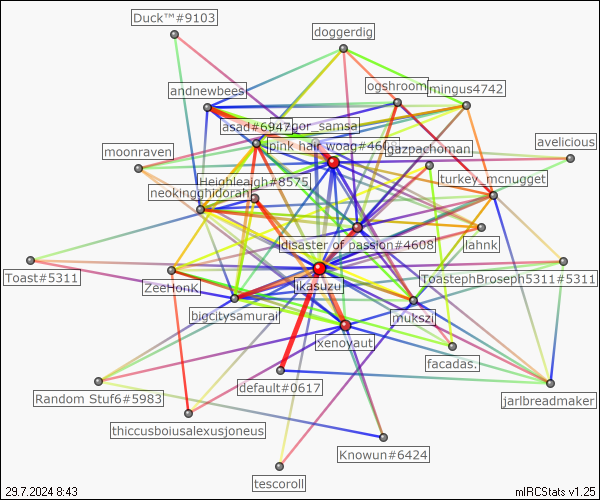 Duck™#9103
doggerdig
ogshroom
mingus4742
andnewbees
asad#6947
gor_samsa
pink hair woag#460
gazpachoman
avelicious
moonraven
turkey_mcnugget
Heighleagh#8575
neokingghidorah
disaster of passion#4608
lahnk
Toast#5311
ZeeHonk
ikasuzu
ToastephBroseph5311#5311
bigcitysamurai
mukszi
xenoyaut
facadas.
default#0617
Random Stuf6#5983
jarlbreadmaker
thiccusboiusalexusjoneus
Knowun#6424
tescoroll
29.7.2024 8:43
mIRCStats v1.25